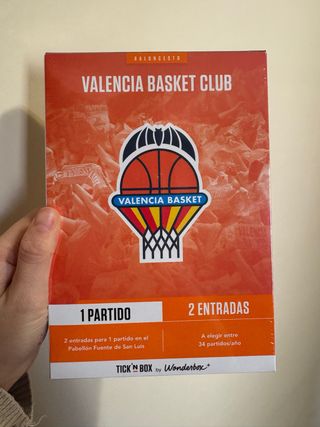 BALONCESTO
VALENCIA BASKET CLUB
VALENCIA BASKET
1 PARTIDO
2 ENTRADAS
2 entradas para 1 partido en el
Pabellón Fuente de San Luis
A elegir entre
34 partidos/año
TICK'N BOX by Wonderbox